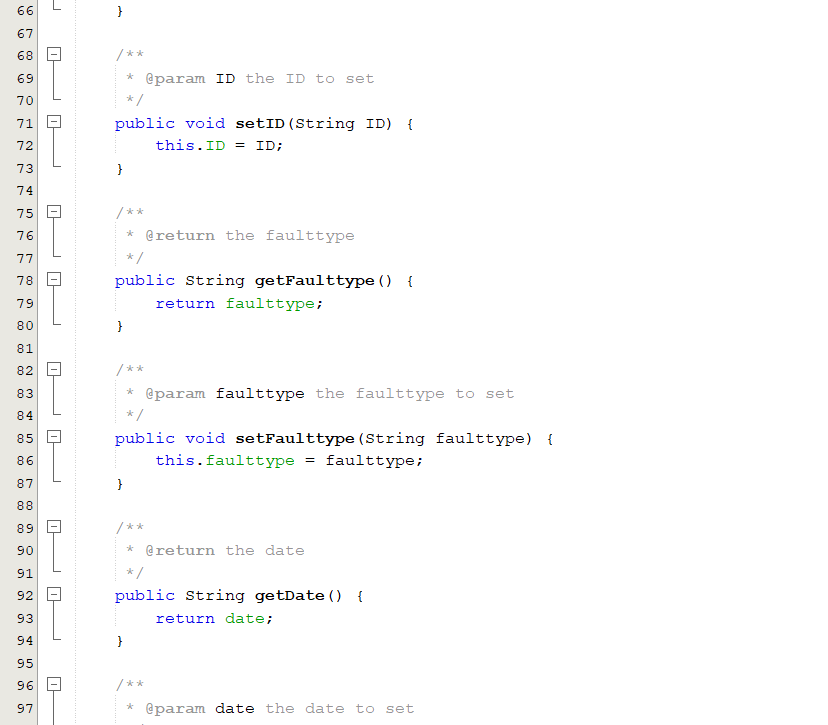 66 }
67
68 /**
69 * @param ID the ID to set
70 */
71 public void setID(String ID) {
72 this.ID = ID;
73 }
74
75 /**
76 * @return the faulttype
77 */
78 public String getFaulttype() {
79 return faulttype;
80 }
81
82 /**
83 * @param faulttype the faulttype to set
84 */
85 public void setFaulttype(String faulttype) {
86 this.faulttype = faulttype;
87 }
88
89 /**
90 * @return the date
91 */
92 public String getDate() {
93 return date;
94 }
95
96 /**
97 * @param date the date to set